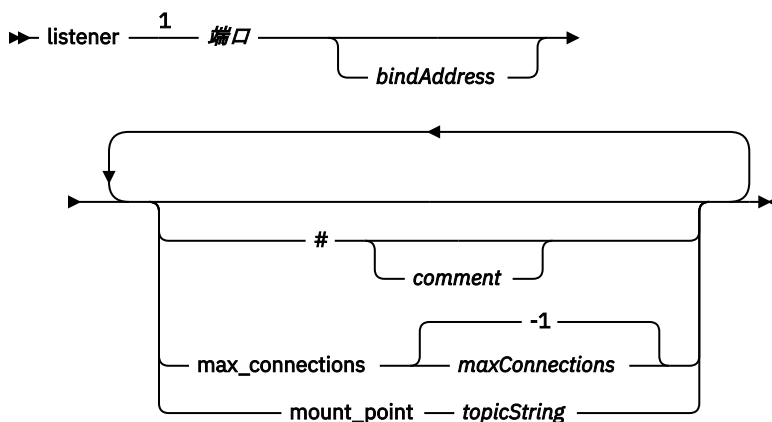 listener 1 端口
bindAddress
#
comment
-1
max_connections maxConnections
mount_point topicString